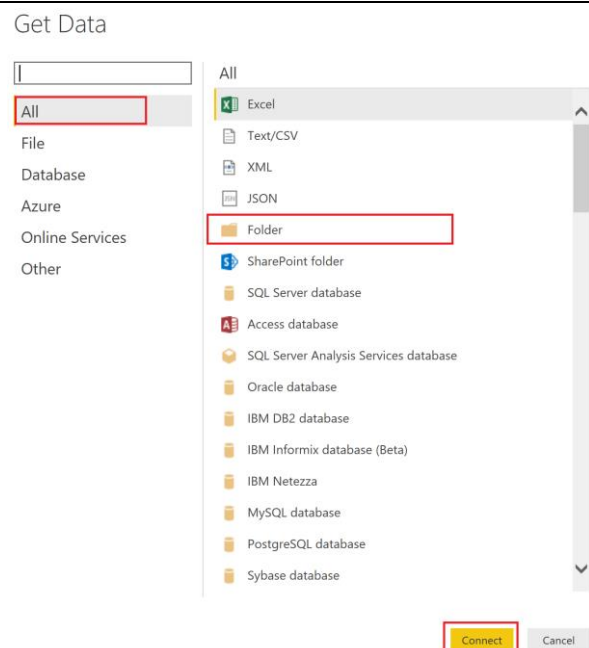 Get Data
All
File
Database
Azure
Online Services
Other
All
Excel
Text/CSV
XML
JSON
Folder
SharePoint folder
SQL Server database
Access database
SQL Server Analysis Services database
Oracle database
IBM DB2 database
IBM Informix database (Beta)
IBM Netezza
MySQL database
PostgreSQL database
Sybase database
Connect
Cancel